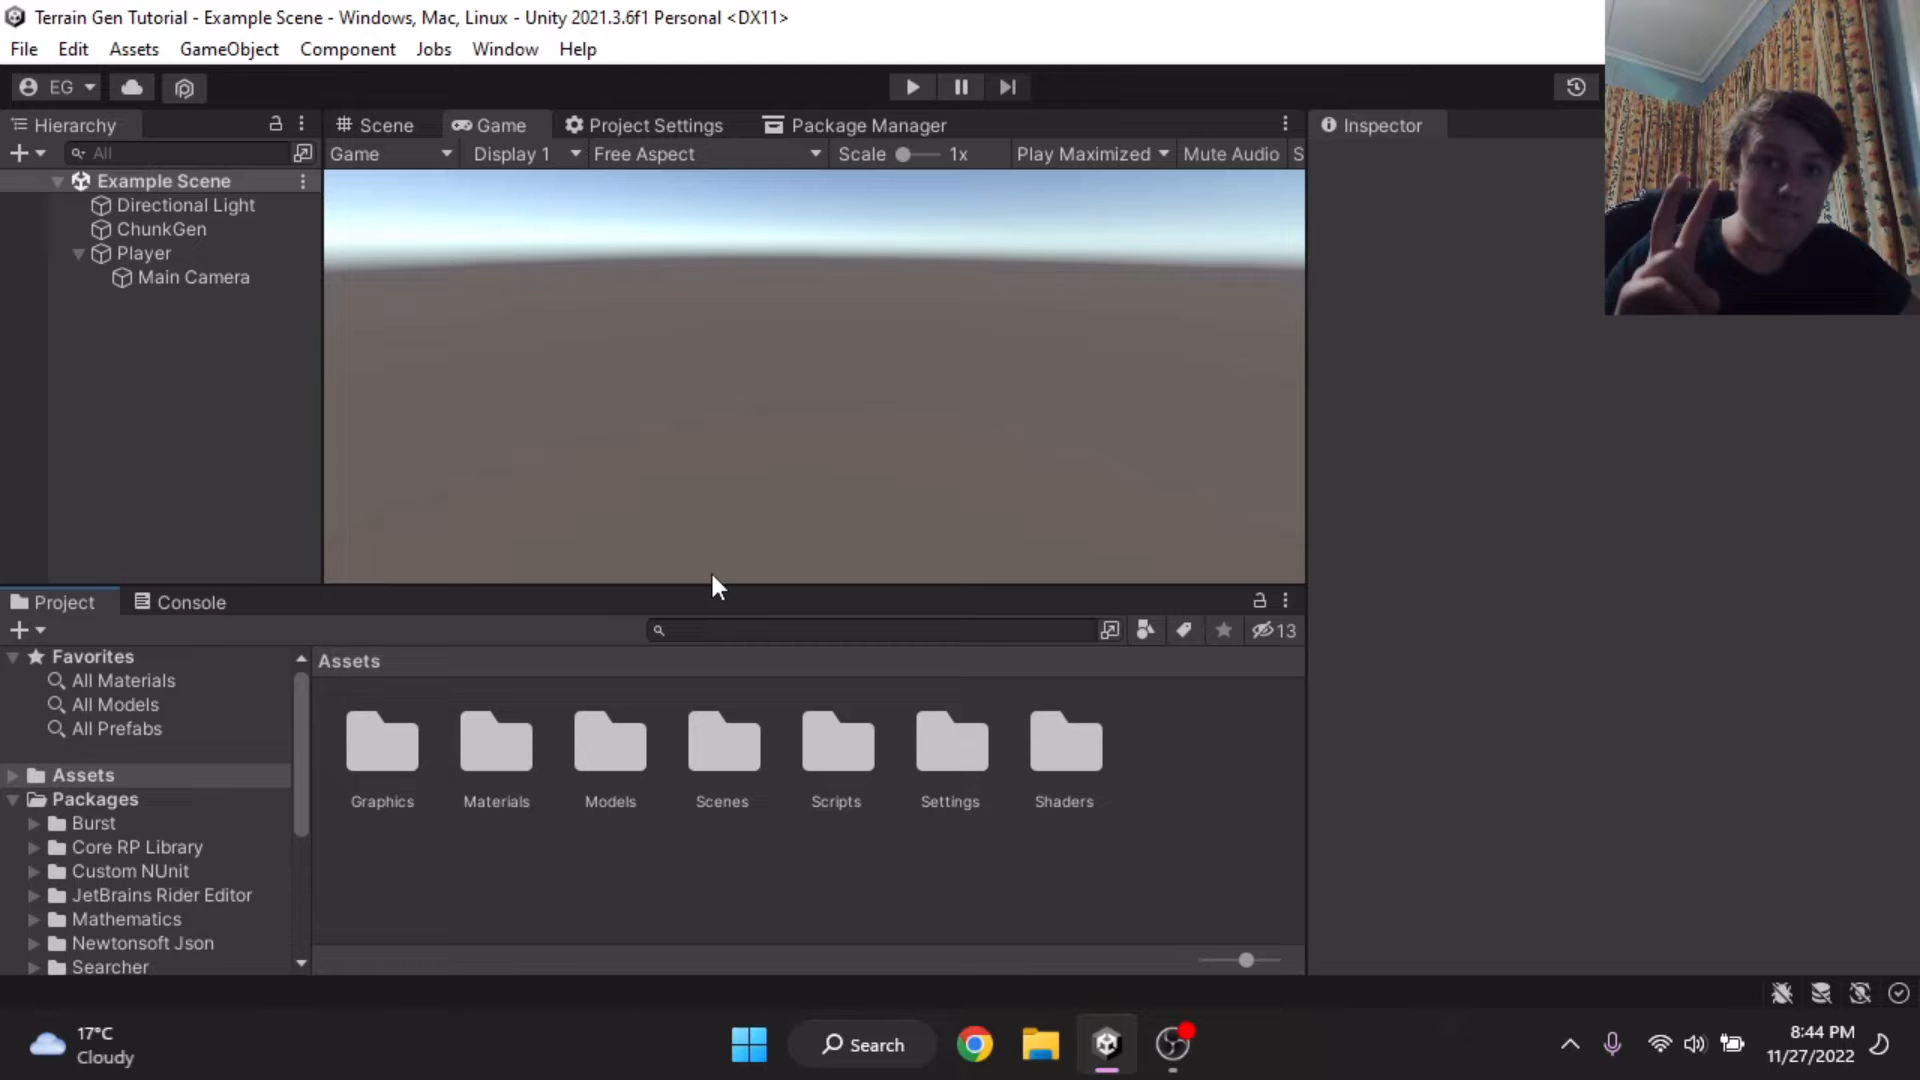 Terrain Gen Tutorial - Example Scene - Windows, Mac, Linux - Unity 2021.3.6f1 Personal <DX11>
File Edit Assets GameObject Component Jobs Window Help
EG
Hierarchy
Scene Game Project Settings Package Manager
Inspector
All
Game Display 1 Free Aspect Scale 1x Play Maximized Mute Audio S
Example Scene
Directional Light
ChunkGen
Player
Main Camera
Project Console
13
Favorites
All Materials
All Models
All Prefabs
Assets
Packages
Burst
Core RP Library
Custom NUnit
JetBrains Rider Editor
Mathematics
Newtonsoft Json
Searcher
Assets
Graphics Materials Models Scenes Scripts Settings Shaders
17°C
Cloudy
Search
8:44 PM
11/27/2022